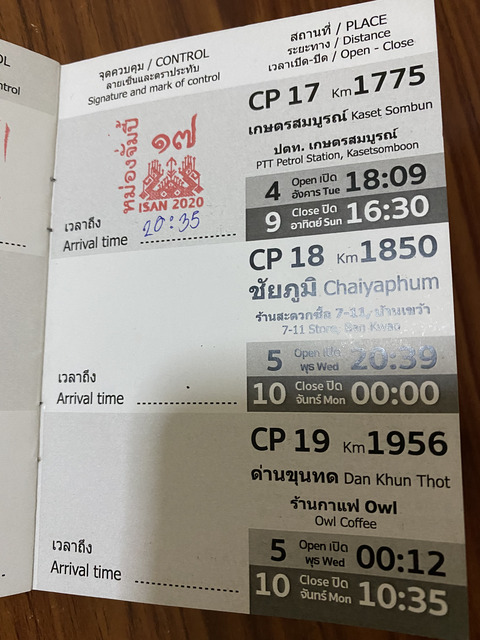 OL
ontrol
จุดควบคุม / CONTROL
ลายเซ็นและตราประทับ
Signature and mark of control
สถานที่ / PLACE
ระยะทาง / Distance
เวลาเปิด-ปิด / Open - Close
หม่องจ้ำปี้
๑๗
ISAN 2020
20:35
เวลาถึง
Arrival time
CP 17 Km 1775
เกษตรสมบูรณ์ Kaset Sombun
ปตท. เกษตรสมบูรณ์
PTT Petrol Station, Kasetsomboon
4 Open เปิด อังคาร Tue 18:09
9 Close ปิด อาทิตย์ Sun 16:30
เวลาถึง
Arrival time
CP 18 Km 1850
ชัยภูมิ Chaiyaphum
ร้านสะดวกซื้อ 7-11, บ้านเขว้า
7-11 Store, Ban Kwao
5 Open เปิด พุธ Wed 20:39
10 Close ปิด จันทร์ Mon 00:00
เวลาถึง
Arrival time
CP 19 Km 1956
ด่านขุนทด Dan Khun Thot
ร้านกาแฟ Owl
Owl Coffee
5 Open เปิด พุธ Wed 00:12
10 Close ปิด จันทร์ Mon 10:35